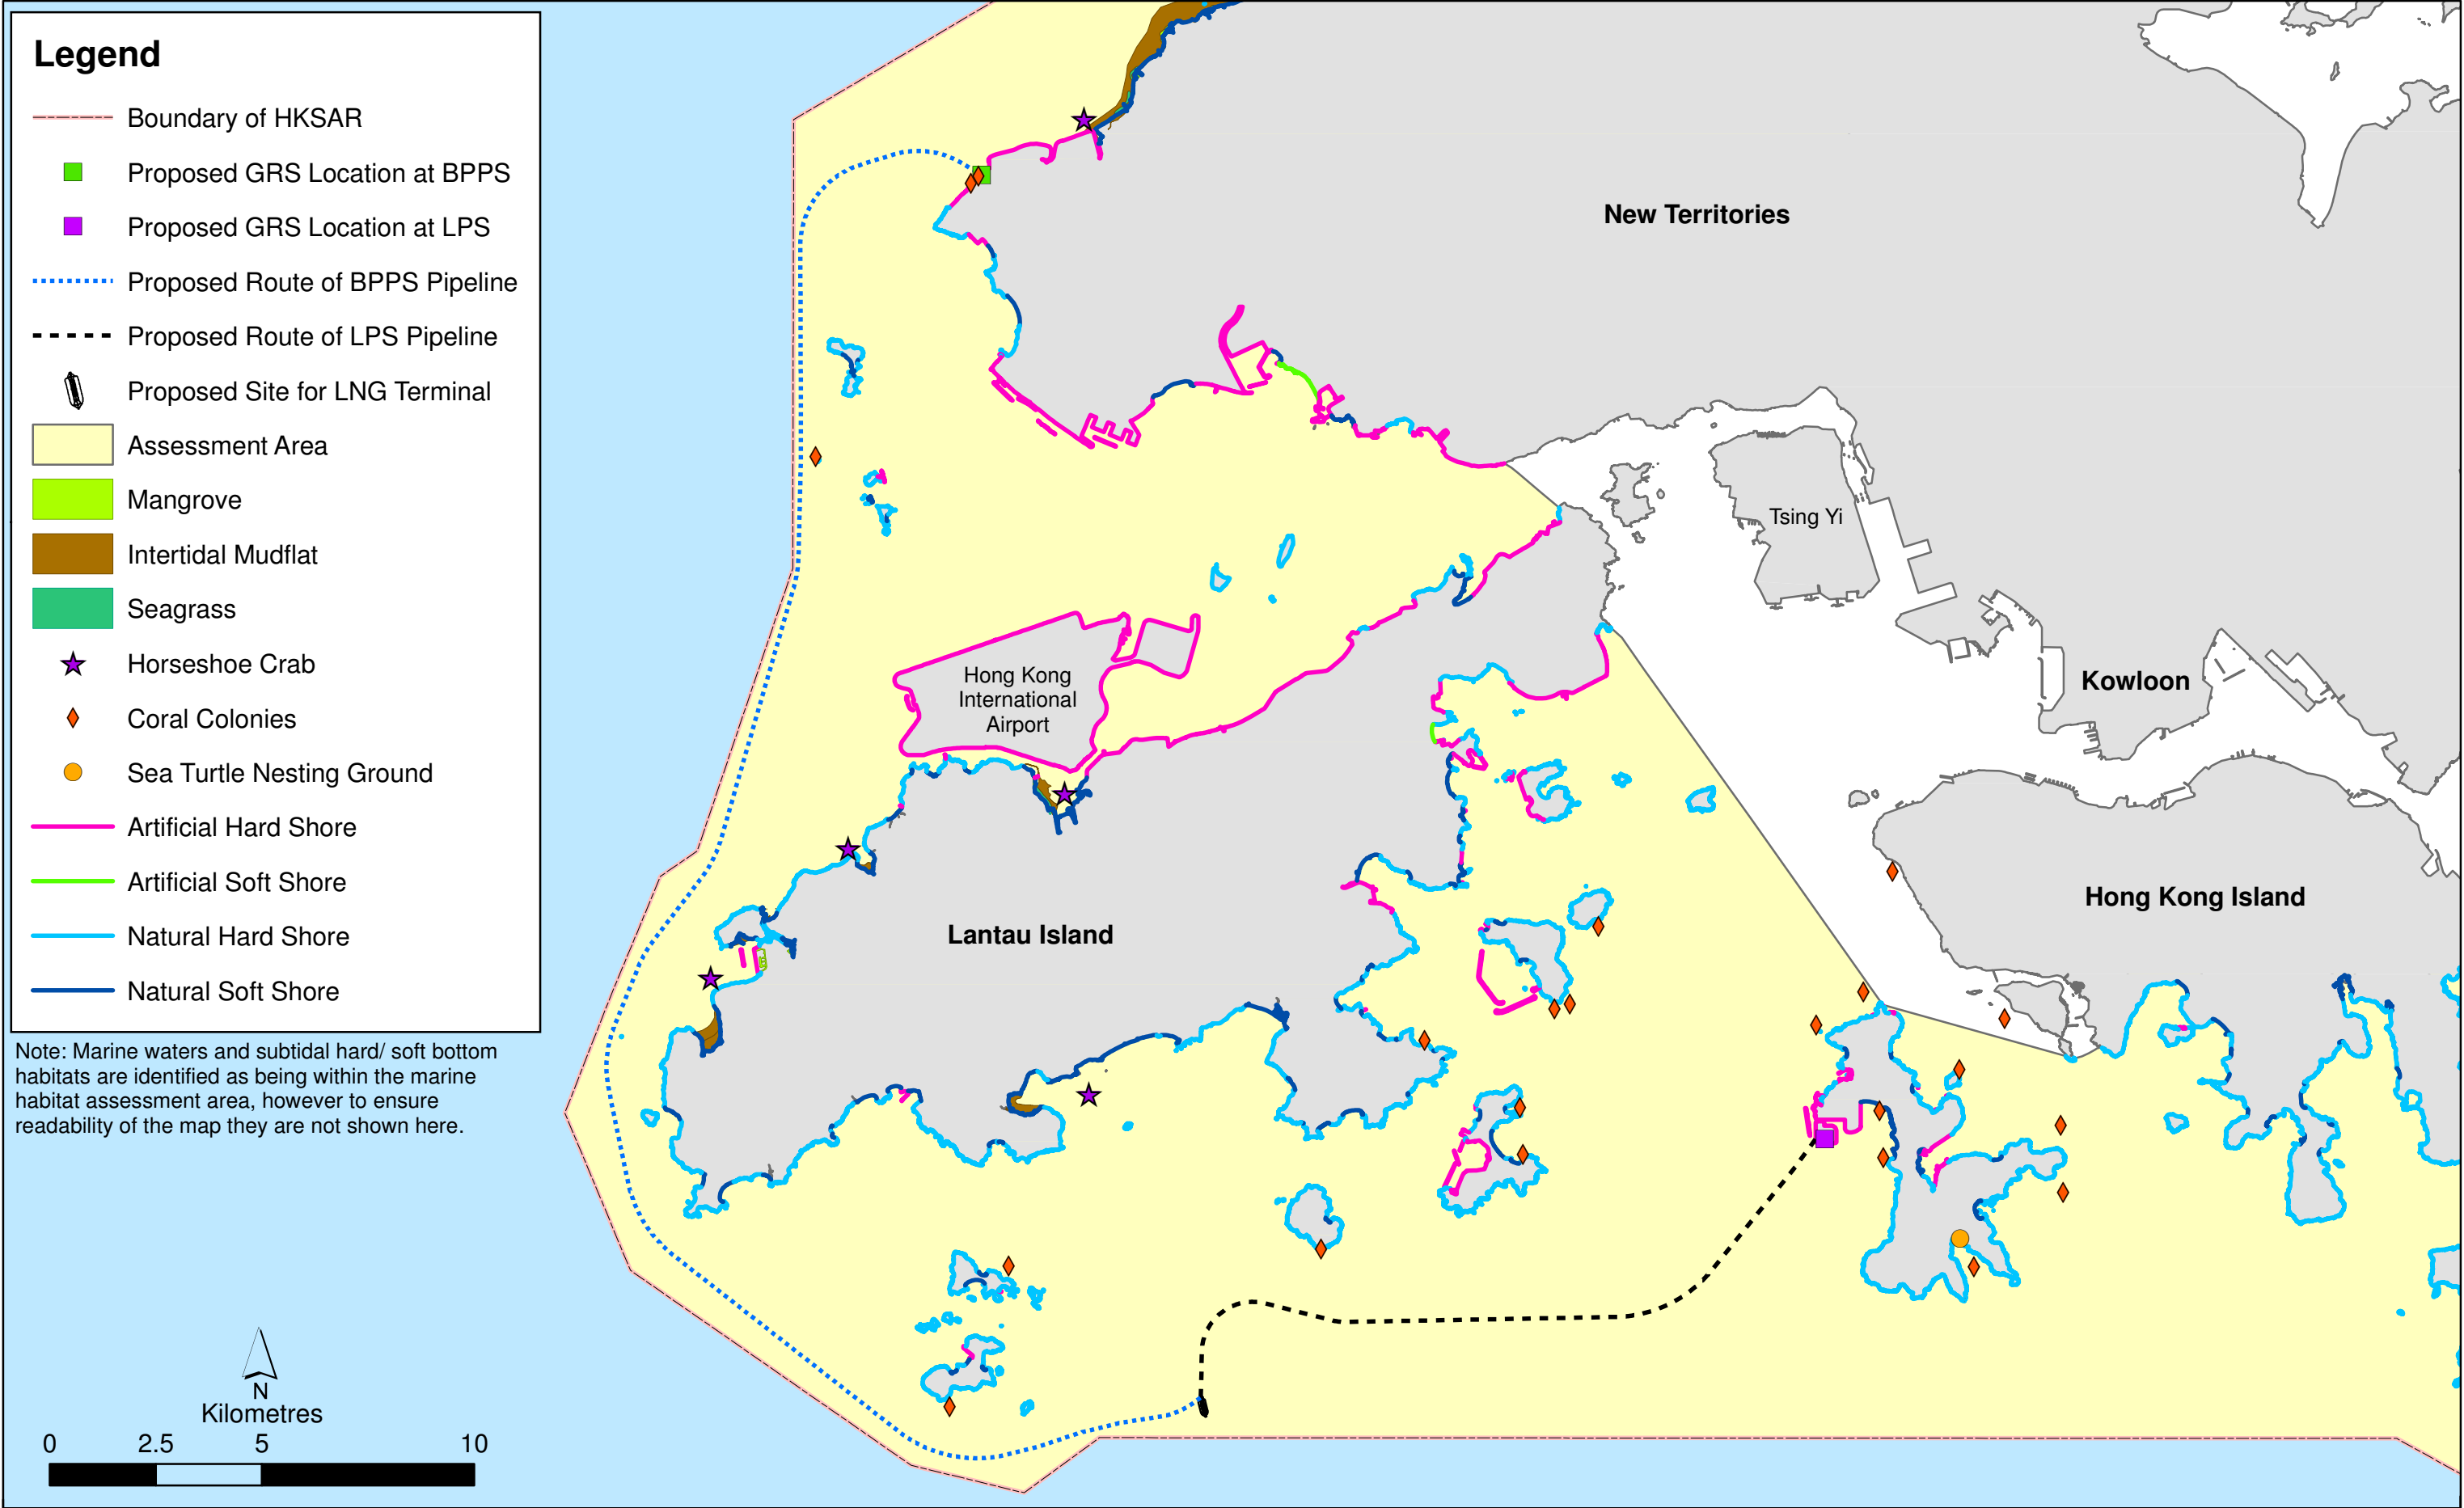 Legend
Boundary of HKSAR
Proposed GRS Location at BPPS
Proposed GRS Location at LPS
Proposed Route of BPPS Pipeline
Proposed Route of LPS Pipeline
Proposed Site for LNG Terminal
Assessment Area
Mangrove
Intertidal Mudflat
Seagrass
Horseshoe Crab
Coral Colonies
Sea Turtle Nesting Ground
Artificial Hard Shore
Artificial Soft Shore
Natural Hard Shore
Natural Soft Shore
Note: Marine waters and subtidal hard/ soft bottom
habitats are identified as being within the marine
habitat assessment area, however to ensure
readability of the map they are not shown here.
N
Kilometres
0 2.5 5 10
New Territories
Tsing Yi
Hong Kong
International
Airport
Kowloon
Hong Kong Island
Lantau Island